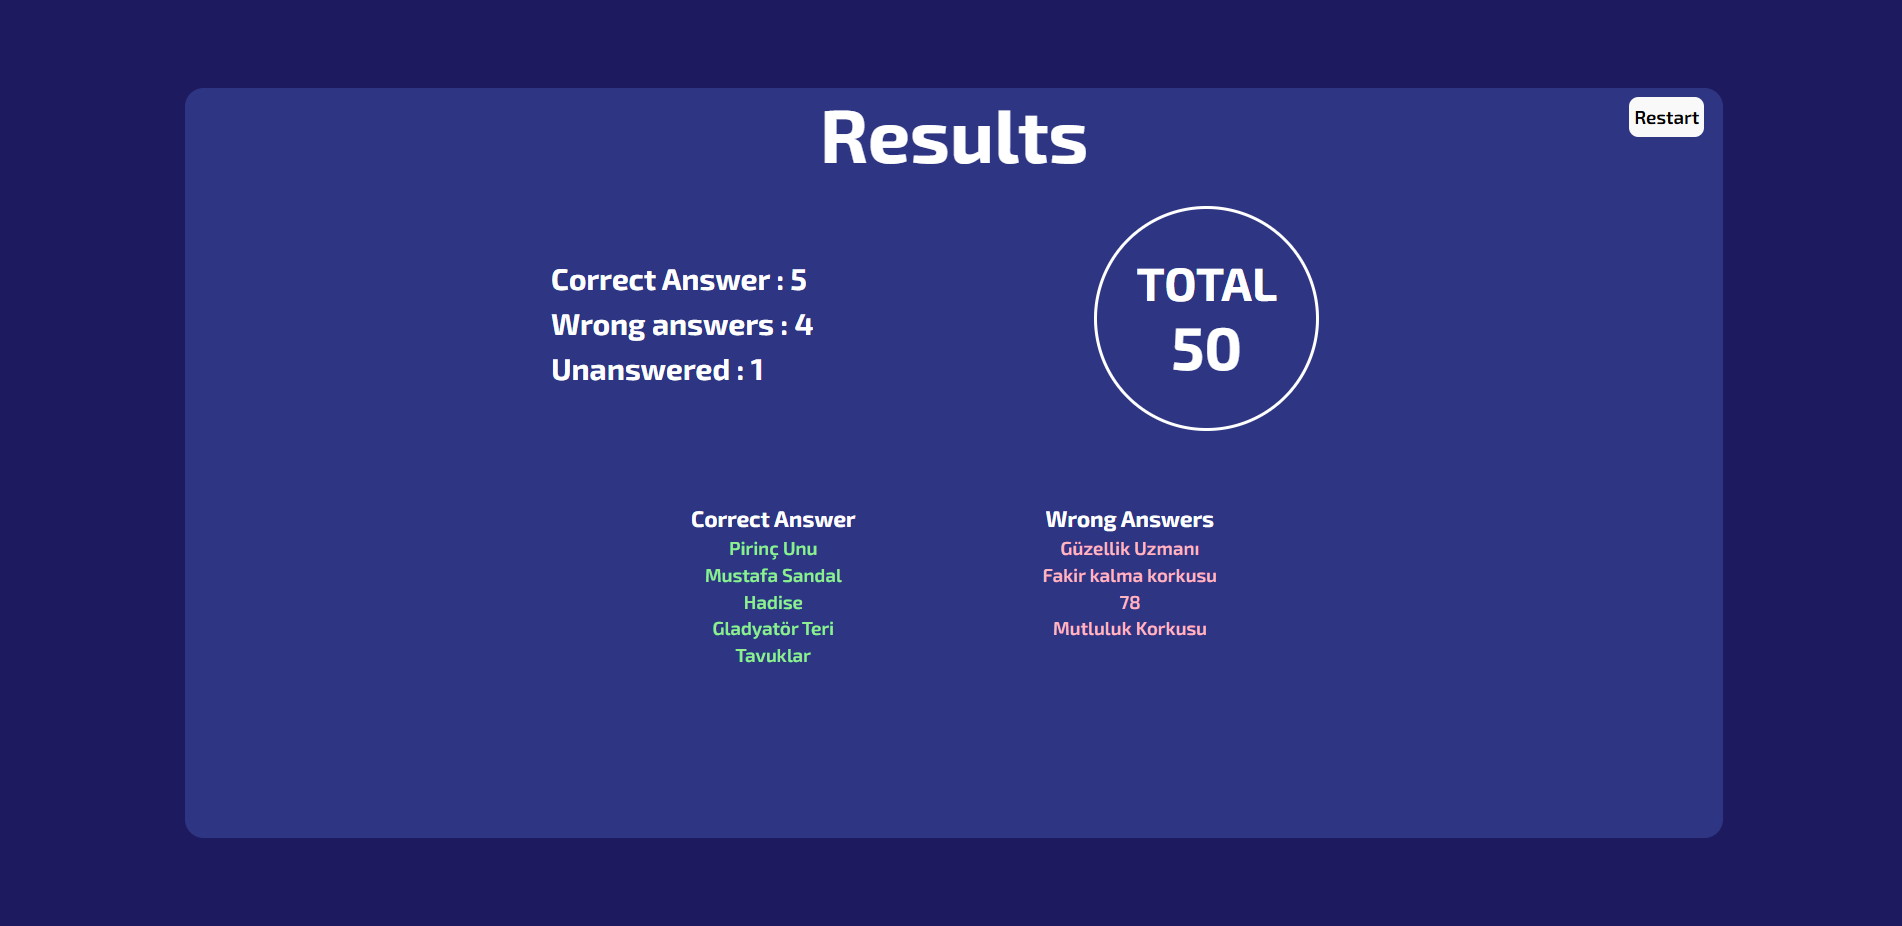 Results
Restart
Correct Answer : 5
Wrong answers : 4
Unanswered : 1
TOTAL
50
Correct Answer
Pirinç Unu
Mustafa Sandal
Hadise
Gladyatör Teri
Tavuklar
Wrong Answers
Güzellik Uzmanı
Fakir kalma korkusu
78
Mutluluk Korkusu